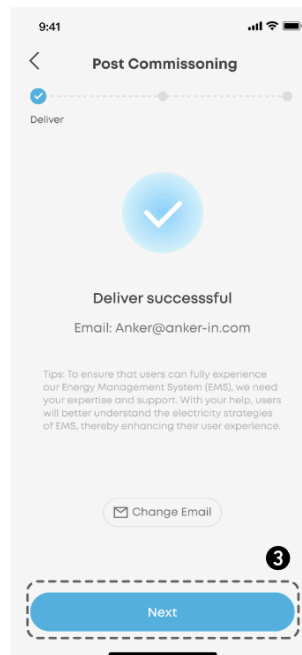 9:41
Post Commissoning
Deliver
Deliver successsful
Email: Anker@anker-in.com
Tips: To ensure that users can fully experience
our Energy Management System (EMS), we need
your expertise and support. With your help, users
will better understand the electricity strategies
of EMS, thereby enhancing their user experience.
Change Email
3
Next